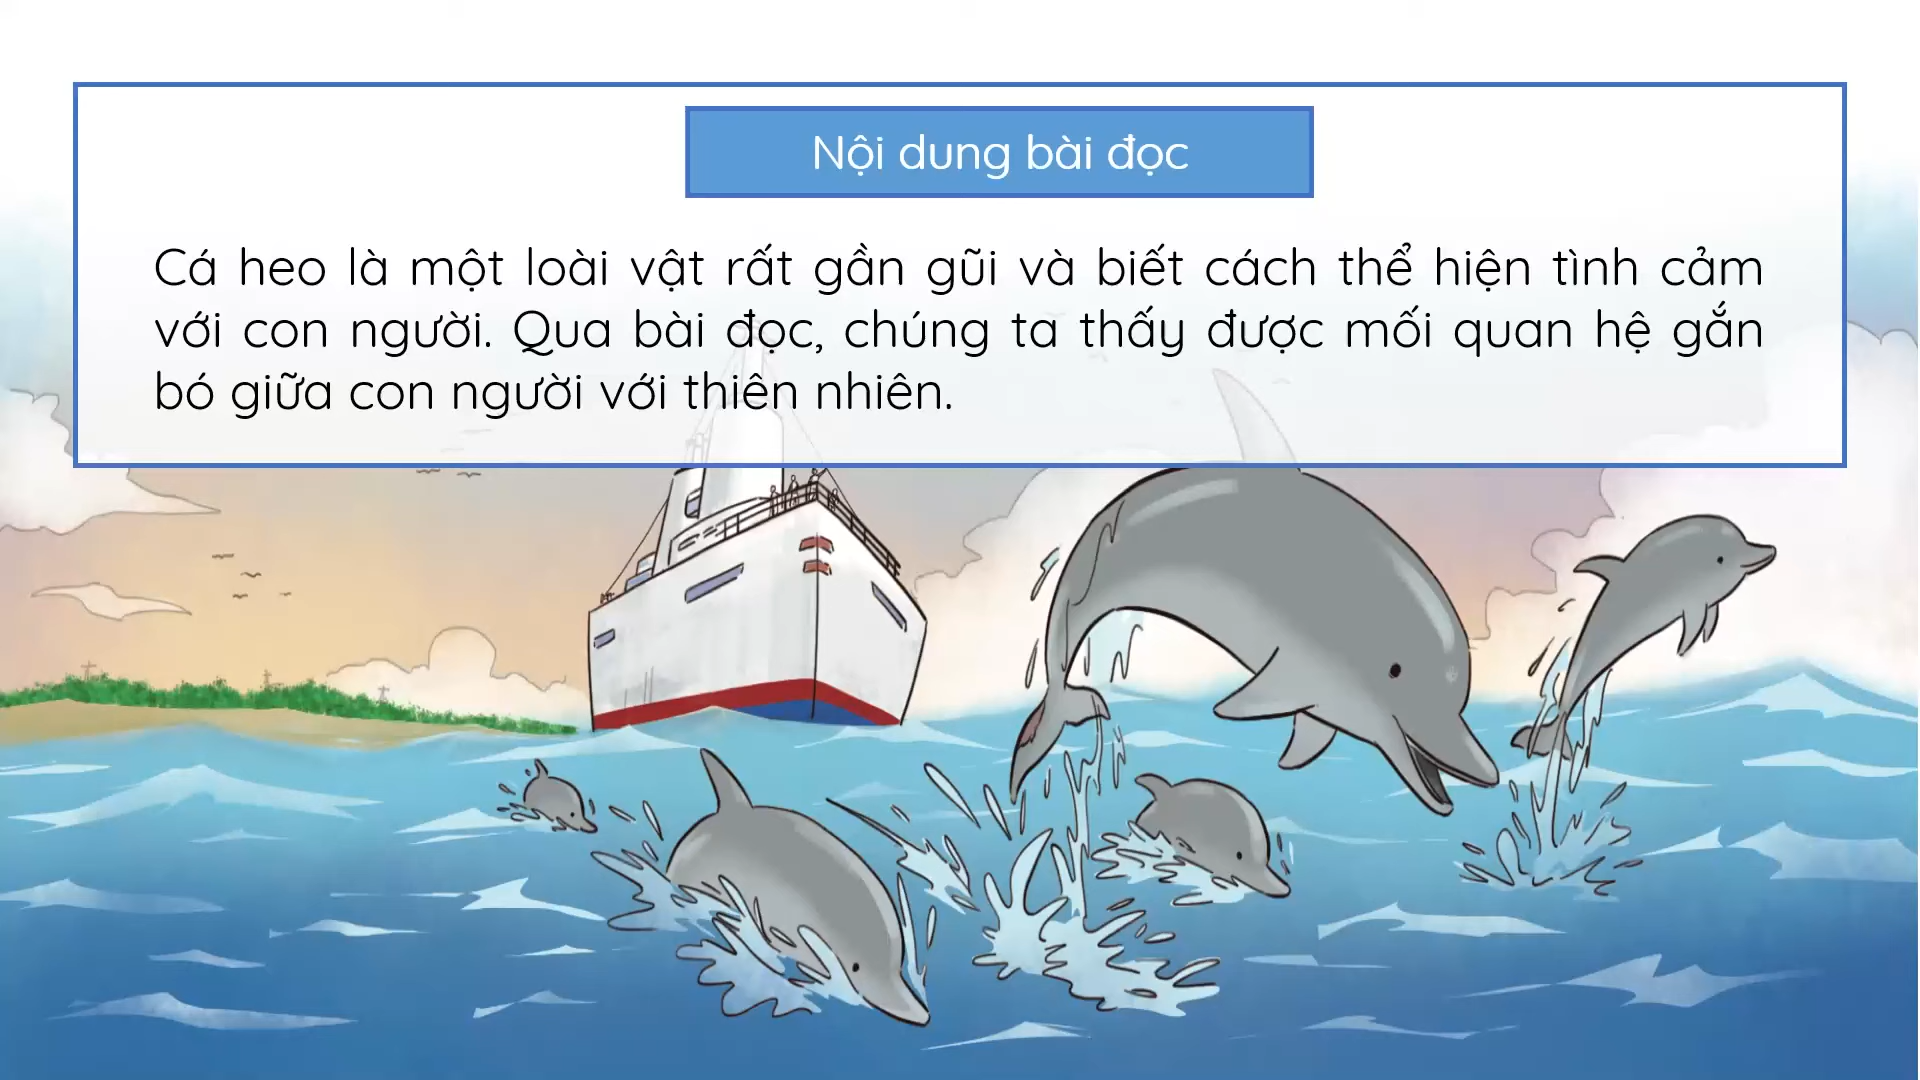 Nội dung bài đọc
Cá heo là một loài vật rất gần gũi và biết cách thể hiện tình cảm
với con người. Qua bài đọc, chúng ta thấy được mối quan hệ gắn
bó giữa con người với thiên nhiên.